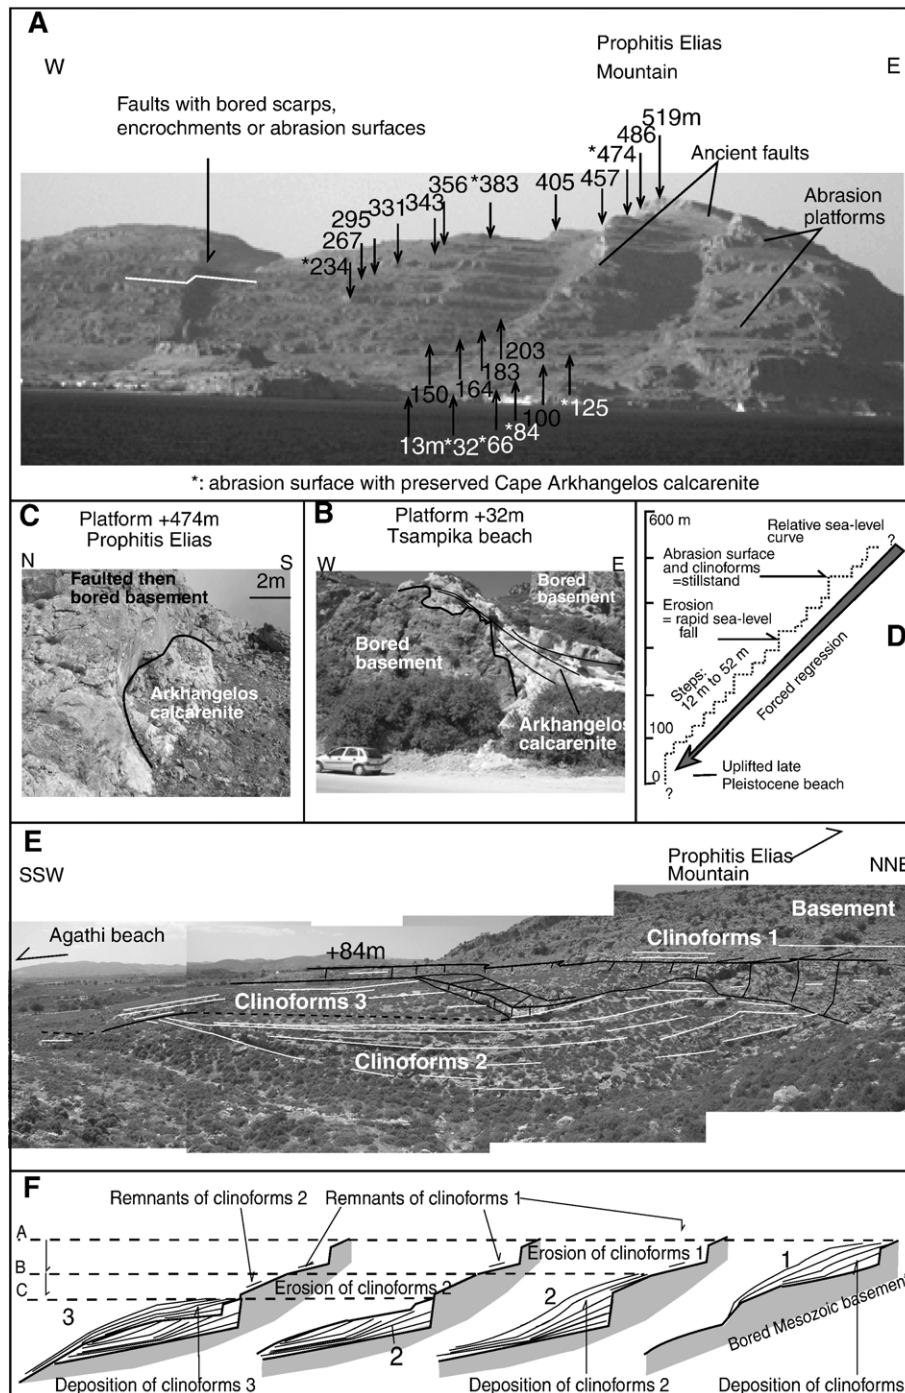 A
W
Prophitis Elias
Mountain
E
Faults with bored scarps,
encrochments or abrasion surfaces
519m
486
*474
457
405
*383
356
343
331
295
267
*234
Ancient faults
Abrasion
platforms
203
183
164
150
*125
100
*84
*66
*32
13m
*: abrasion surface with preserved Cape Arkhangelos calcarenite
C
Platform +474m
Prophitis Elias
N
S
Faulted then
bored basement
2m
Arkhangelos
calcarenite
B
Platform +32m
Tsampika beach
W
E
Bored
basement
Bored
basement
Arkhangelos
calcarenite
600 m
Relative sea-level
curve
?
Abrasion surface
and clinoforms
=stillstand
Erosion
= rapid sea-level
fall
D
Steps:
12 m to 52 m
Forced regression
100
0
Uplifted late
Pleistocene beach
?
E
SSW
Prophitis Elias
Mountain
NNE
Basement
Agathi beach
+84m
Clinoforms 1
Clinoforms 3
Clinoforms 2
F
Remnants of clinoforms 2
Remnants of clinoforms 1
A
B
C
Erosion of clinoforms 1
Erosion of clinoforms 2
1
2
3
2
Bored Mesozoic basement
Deposition of clinoforms 3
Deposition of clinoforms 2
Deposition of clinoforms